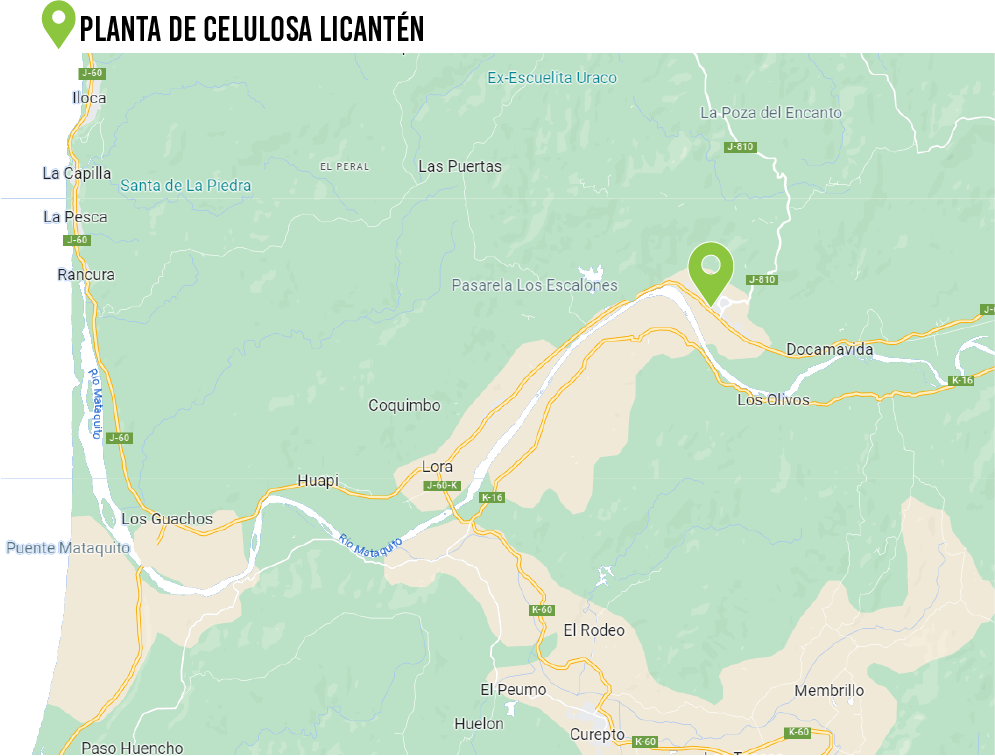 PLANTA DE CELULOSA LICANTÉN
J-60
Ex-Escuelita Uraco
Iloca
La Poza del Encanto
J-810
EL PERAL
Las Puertas
La Capilla
Santa de La Piedra
La Pesca
J-60
Rancura
Pasarela Los Escalones
J-810
Docamavida
K-16
Río Mataquito
Coquimbo
Los Olivos
J-60
Lora
Huapi
J-60-K
K-16
Los Guachos
Puente Mataquito
Río Mataquito
K-60
El Rodeo
El Peumo
Membrillo
Huelon
Curepto
K-60
K-60
Paso Huencho